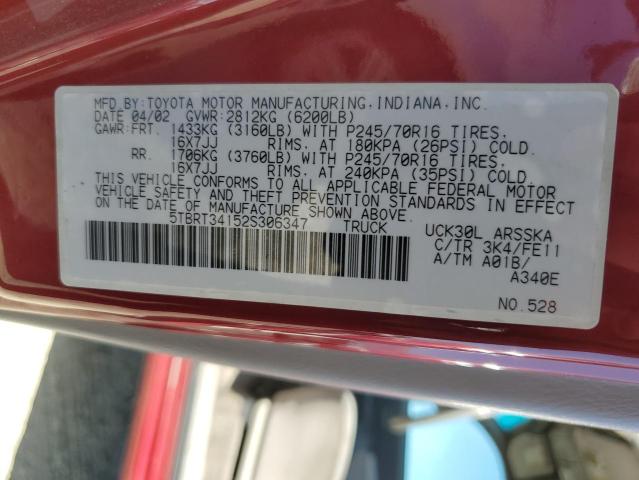 MFD.BY:TOYOTA MOTOR MANUFACTURING,INDIANA,INC.
DATE 04/02 GVWR:2812KG (6200LB)
GAWR:FRT. 1433KG (3160LB) WITH P245/70R16 TIRES.
16X7JJ RIMS. AT 180KPA (26PSI) COLD.
RR. 1706KG (3760LB) WITH P245/70R16 TIRES.
16X7JJ RIMS. AT 240KPA (35PSI) COLD.
THIS VEHICLE CONFORMS TO ALL APPLICABLE FEDERAL MOTOR
VEHICLE SAFETY AND THEFT PREVENTION STANDARDS IN EFFECT
ON THE DATE OF MANUFACTURE SHOWN ABOVE.
5TBRT34152S306347 TRUCK
UCK30L ARSSKA
C/TR 3K4/FE11
A/TM A01B/
A340E
NO.528